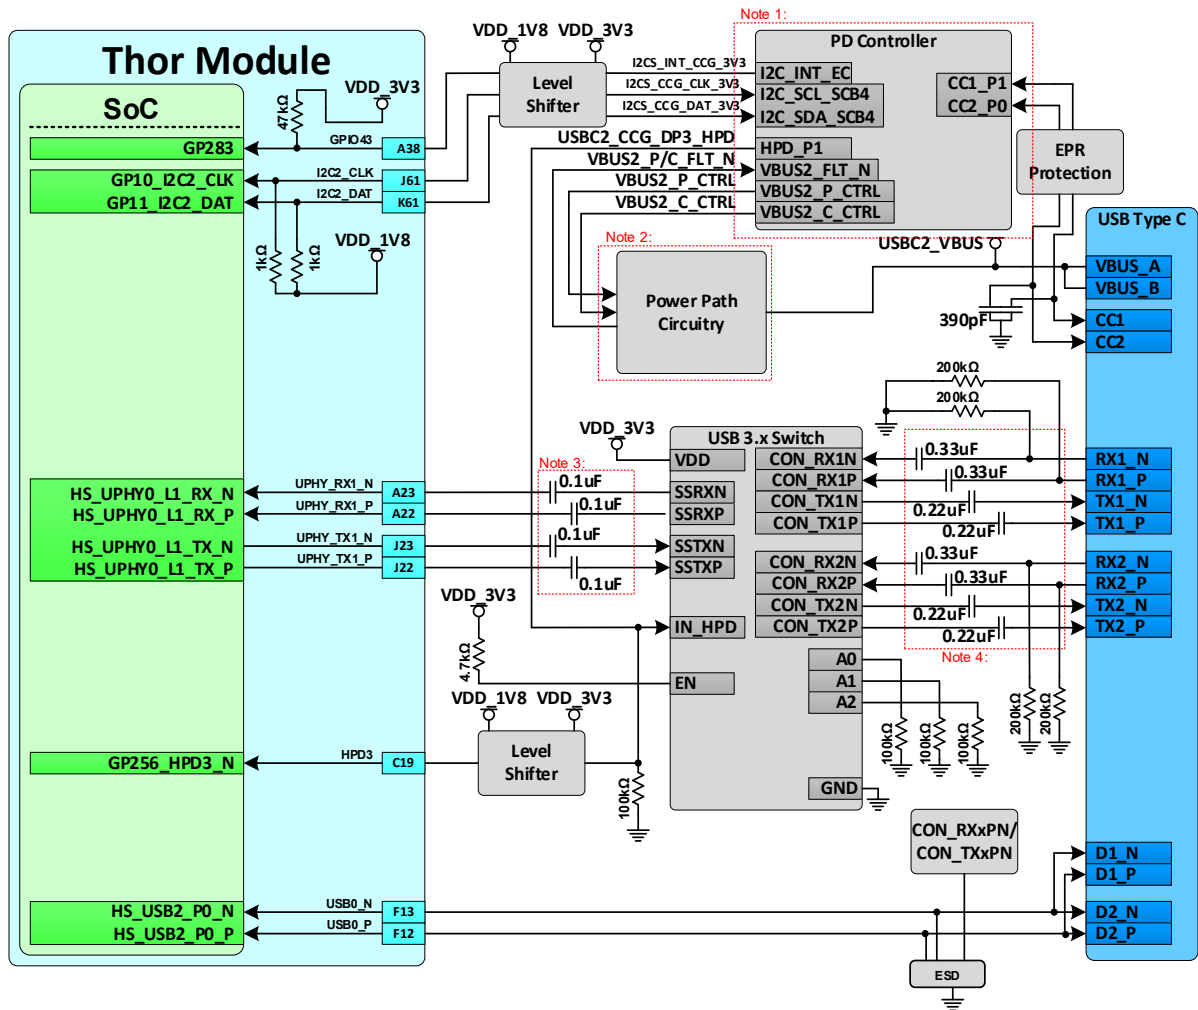 Note 1:
VDD_1V8
VDD_3V3
PD Controller
Thor Module
Level
Shifter
I2CS_INT_CCG_3V3
I2CS_CCG_CLK_3V3
I2CS_CCG_DAT_3V3
I2C_INT_EC
I2C_SCL_SCB4
I2C_SDA_SCB4
CC1_P1
CC2_P0
SoC
47kΩ
VDD_3V3
GP283
GPIO43
A38
USBC2_CCG_DP3_HPD
HPD_P1
EPR
Protection
VBUS2_P/C_FLT_N
VBUS2_FLT_N
GP10_I2C2_CLK
I2C2_CLK
J61
VBUS2_P_CTRL
VBUS2_P_CTRL
GP11_I2C2_DAT
I2C2_DAT
K61
VBUS2_C_CTRL
VBUS2_C_CTRL
USB Type C
1kΩ
1kΩ
VDD_1V8
Note 2:
USBC2_VBUS
VBUS_A
VBUS_B
Power Path
Circuitry
390pF
CC1
CC2
200kΩ
200kΩ
VDD_3V3
USB 3.x Switch
VDD
CON_RX1N
0.33uF
RX1_N
Note 3:
CON_RX1P
0.33uF
RX1_P
HS_UPHY0_L1_RX_N
UPHY_RX1_N
A23
0.1uF
SSRXN
CON_TX1N
0.22uF
TX1_N
HS_UPHY0_L1_RX_P
UPHY_RX1_P
A22
0.1uF
SSRXP
CON_TX1P
0.22uF
TX1_P
HS_UPHY0_L1_TX_N
UPHY_TX1_N
J23
0.1uF
SSTXN
CON_RX2N
0.33uF
RX2_N
HS_UPHY0_L1_TX_P
UPHY_TX1_P
J22
0.1uF
SSTXP
CON_RX2P
0.33uF
RX2_P
CON_TX2N
0.22uF
TX2_N
VDD_3V3
IN_HPD
CON_TX2P
0.22uF
TX2_P
Note 4:
4.7kΩ
EN
A0
A1
A2
VDD_1V8
VDD_3V3
200kΩ
200kΩ
100kΩ
100kΩ
100kΩ
Level
Shifter
GP256_HPD3_N
HPD3
C19
100kΩ
GND
CON_RXxPN/
CON_TXxPN
D1_N
D1_P
HS_USB2_P0_N
USB0_N
F13
D2_N
HS_USB2_P0_P
USB0_P
F12
D2_P
ESD